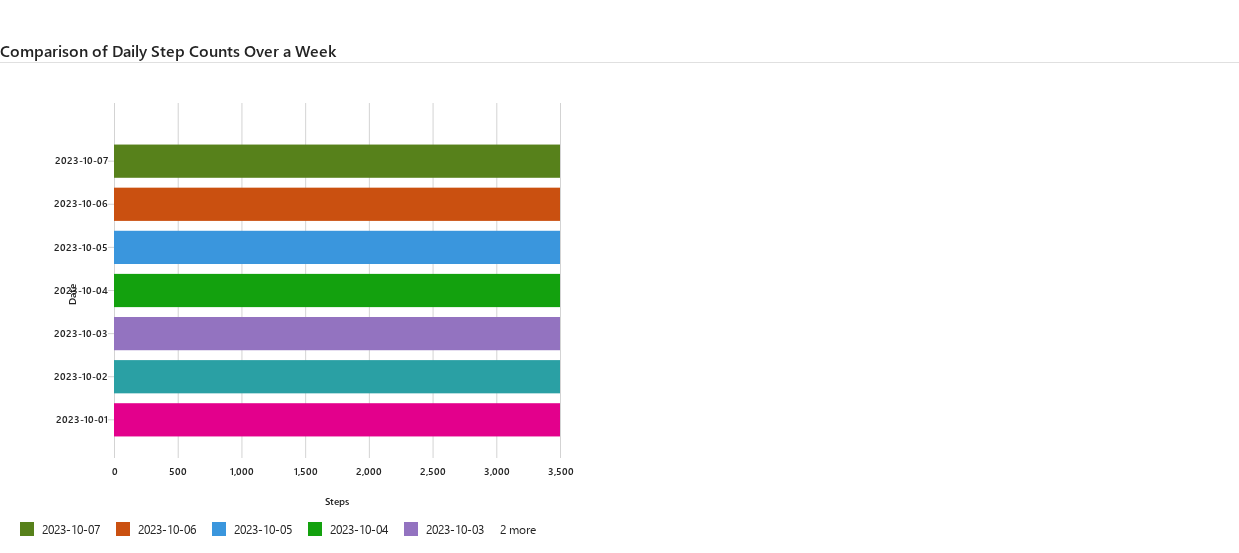 Comparison of Daily Step Counts Over a Week
2023-10-07
2023-10-06
2023-10-05
2023-10-04
2023-10-03
2023-10-02
2023-10-01
Date
0 500 1,000 1,500 2,000 2,500 3,000 3,500
Steps
2023-10-07 2023-10-06 2023-10-05 2023-10-04 2023-10-03 2 more